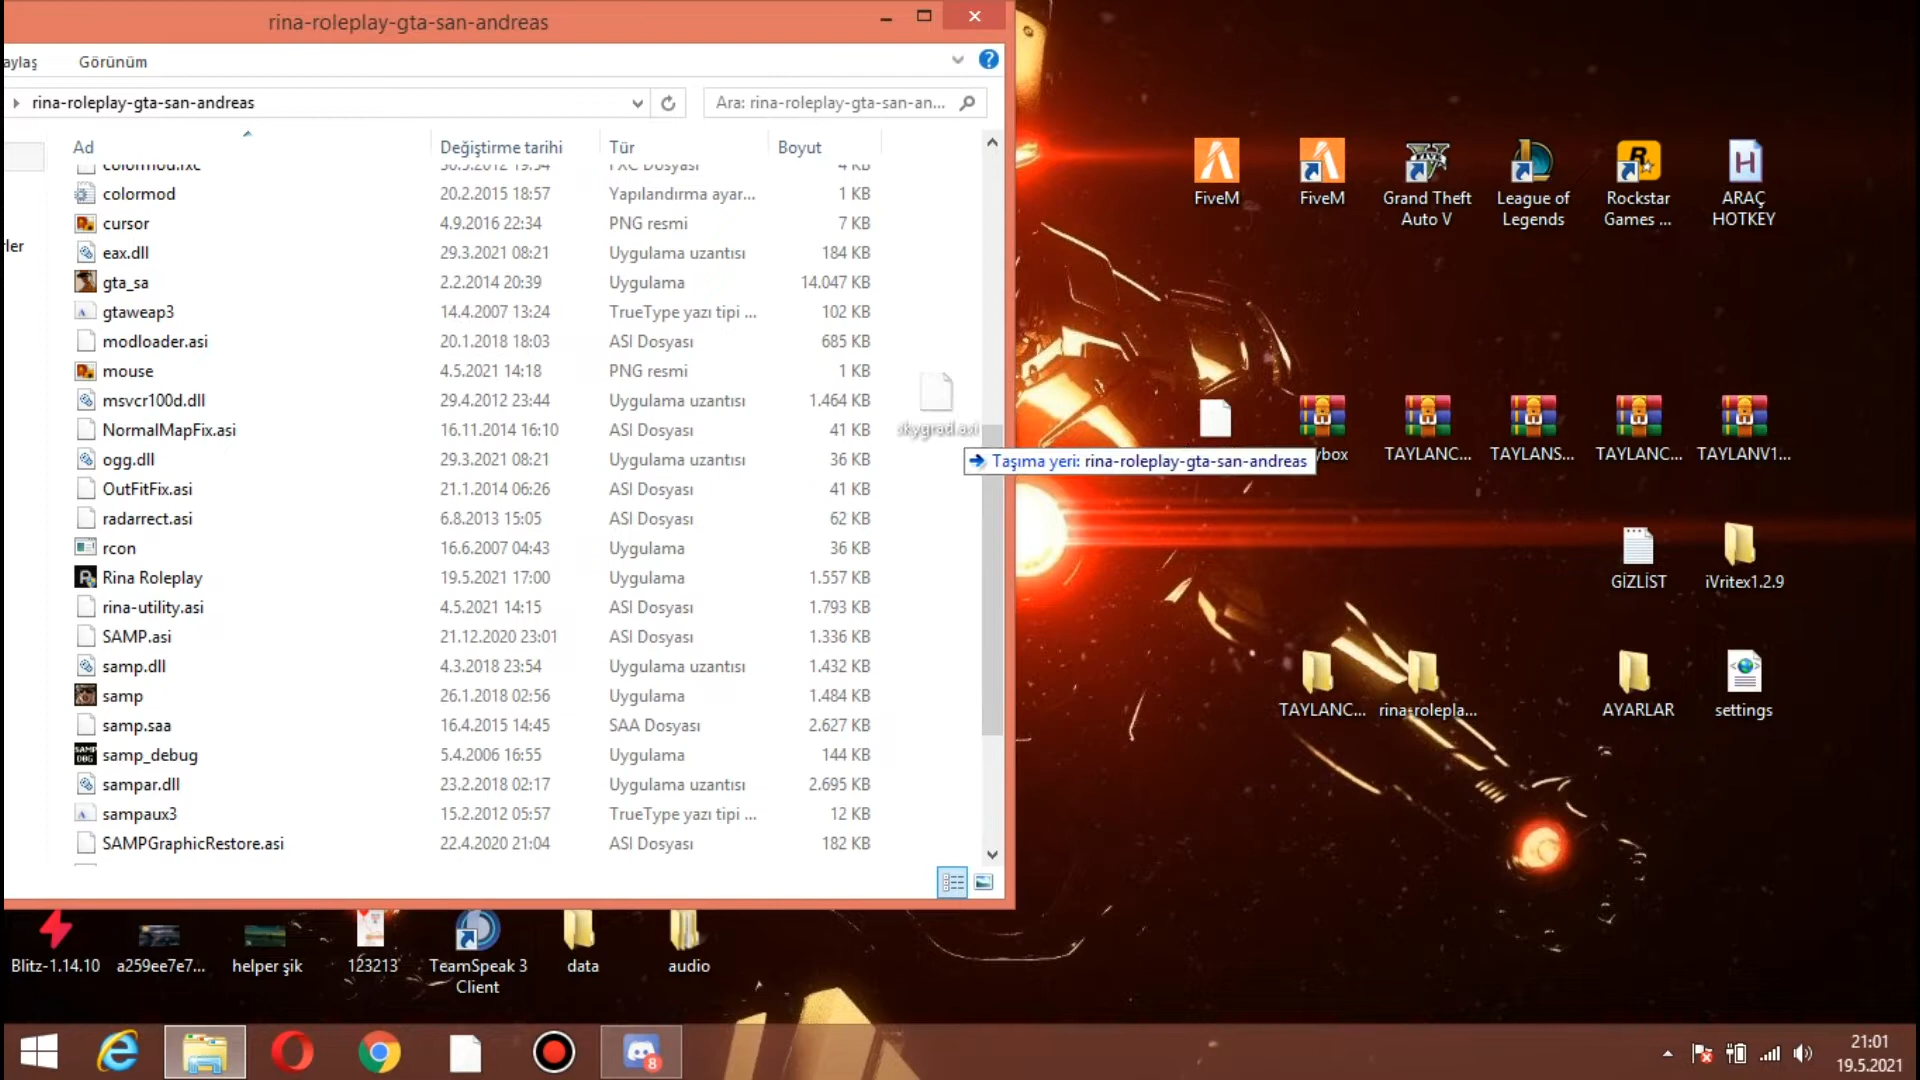 rina-roleplay-gta-san-andreas
aylaş Görünüm
rina-roleplay-gta-san-andreas Ara: rina-roleplay-gta-san-an...
Ad Değiştirme tarihi Tür Boyut
colormod.fxc 30.5.2012 19:54 FXC Dosyası 4 KB
colormod 20.2.2015 18:57 Yapılandırma ayar... 1 KB
cursor 4.9.2016 22:34 PNG resmi 7 KB
rler
eax.dll 29.3.2021 08:21 Uygulama uzantısı 184 KB
gta_sa 2.2.2014 20:39 Uygulama 14.047 KB
gtaweap3 14.4.2007 13:24 TrueType yazı tipi ... 102 KB
modloader.asi 20.1.2018 18:03 ASI Dosyası 685 KB
mouse 4.5.2021 14:18 PNG resmi 1 KB
msvcr100d.dll 29.4.2012 23:44 Uygulama uzantısı 1.464 KB
NormalMapFix.asi 16.11.2014 16:10 ASI Dosyası 41 KB
ogg.dll 29.3.2021 08:21 Uygulama uzantısı 36 KB
OutFitFix.asi 21.1.2014 06:26 ASI Dosyası 41 KB
radarrect.asi 6.8.2013 15:05 ASI Dosyası 62 KB
rcon 16.6.2007 04:43 Uygulama 36 KB
Rina Roleplay 19.5.2021 17:00 Uygulama 1.557 KB
rina-utility.asi 4.5.2021 14:15 ASI Dosyası 1.793 KB
SAMP.asi 21.12.2020 23:01 ASI Dosyası 1.336 KB
samp.dll 4.3.2018 23:54 Uygulama uzantısı 1.432 KB
samp 26.1.2018 02:56 Uygulama 1.484 KB
samp.saa 16.4.2015 14:45 SAA Dosyası 2.627 KB
samp_debug 5.4.2006 16:55 Uygulama 144 KB
sampar.dll 23.2.2018 02:17 Uygulama uzantısı 2.695 KB
sampaux3 15.2.2012 05:57 TrueType yazı tipi ... 12 KB
SAMPGraphicRestore.asi 22.4.2020 21:04 ASI Dosyası 182 KB
skygrad.asi
Taşıma yeri: rina-roleplay-gta-san-andreas
FiveM
FiveM
Grand Theft
Auto V
League of
Legends
Rockstar
Games ...
ARAÇ
HOTKEY
ybox
TAYLANC...
TAYLANS...
TAYLANC...
TAYLANV1...
GİZLİST
iVritex1.2.9
TAYLANC...
rina-rolepla...
AYARLAR
settings
Blitz-1.14.10
a259ee7e7...
helper şik
123213
TeamSpeak 3
Client
data
audio
8
21:01
19.5.2021